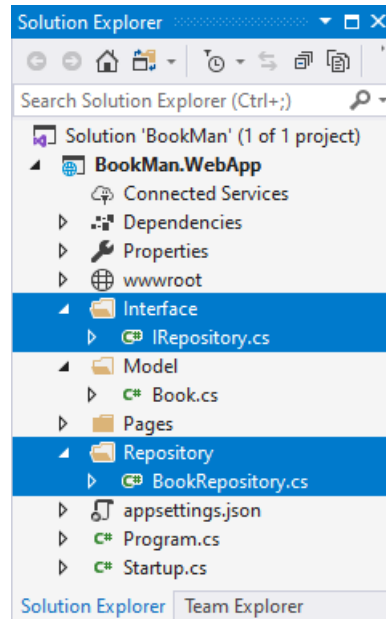 Solution Explorer
Search Solution Explorer (Ctrl+;)
Solution 'BookMan' (1 of 1 project)
BookMan.WebApp
Connected Services
Dependencies
Properties
wwwroot
Interface
C# IRepository.cs
Model
C# Book.cs
Pages
Repository
C# BookRepository.cs
appsettings.json
C# Program.cs
C# Startup.cs
Solution Explorer Team Explorer